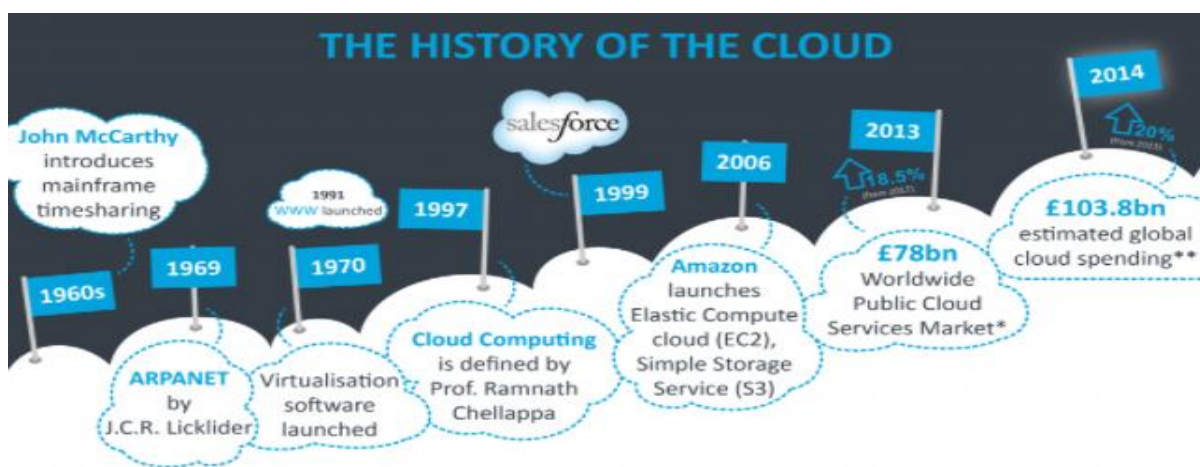 THE HISTORY OF THE CLOUD
1960s
John McCarthy
introduces
mainframe
timesharing
1969
ARPANET
by
J.C.R. Licklider
1970
Virtualisation
software
launched
1991
WWW launched
1997
Cloud Computing
is defined by
Prof. Ramnath
Chellappa
1999
salesforce
2006
Amazon
launches
Elastic Compute
cloud (EC2),
Simple Storage
Service (S3)
2013
18.5%
£78bn
Worldwide
Public Cloud
Services Market*
2014
20%
(from 2013)
£103.8bn
estimated global
cloud spending**